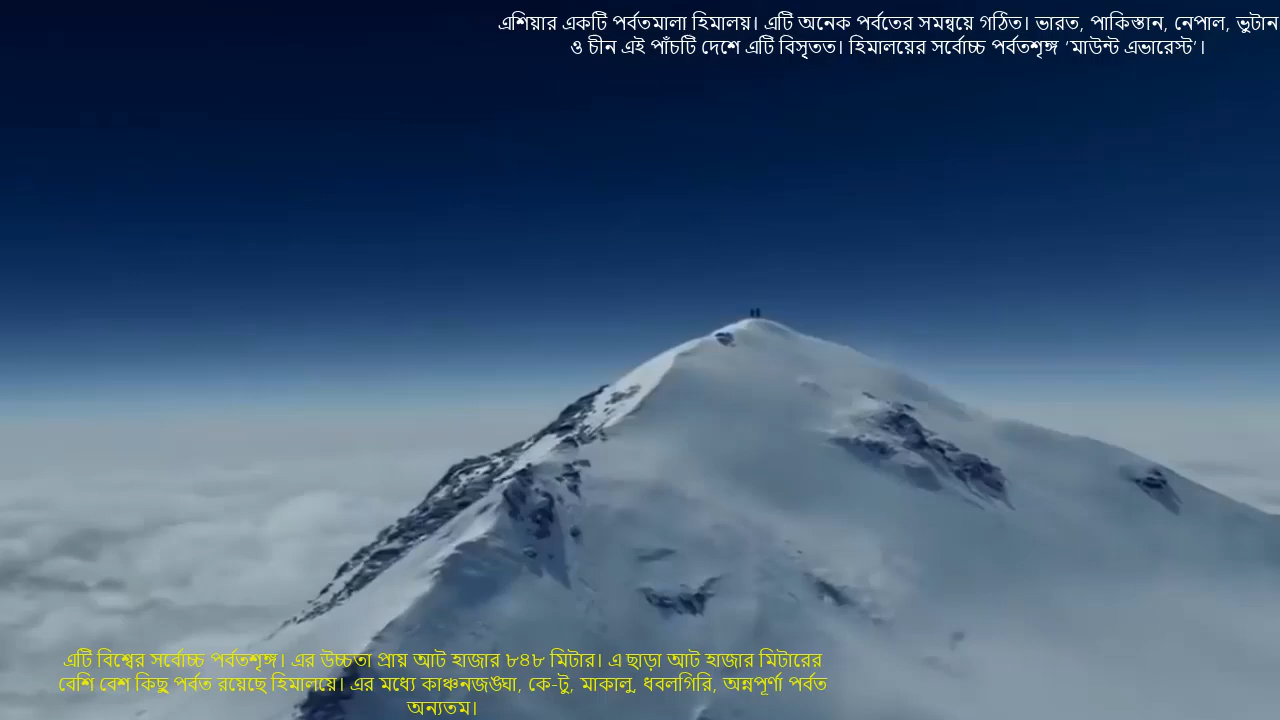 এশিয়ার একটি পর্বতমালা হিমালয়। এটি অনেক পর্বতের সমন্বয়ে গঠিত। ভারত, পাকিস্তান, নেপাল, ভুটান
ও চীন এই পাঁচটি দেশে এটি বিসৃতত। হিমালয়ের সর্বোচ্চ পর্বতশৃঙ্গ ‘মাউন্ট এভারেস্ট’।
এটি বিশ্বের সর্বোচ্চ পর্বতশৃঙ্গ। এর উচ্চতা প্রায় আট হাজার ৮৪৮ মিটার। এ ছাড়া আট হাজার মিটারের
বেশি বেশ কিছু পর্বত রয়েছে হিমালয়ে। এর মধ্যে কাঞ্চনজঙ্ঘা, কে-টু, মাকালু, ধবলগিরি, অন্নপূর্ণা পর্বত
অন্যতম।